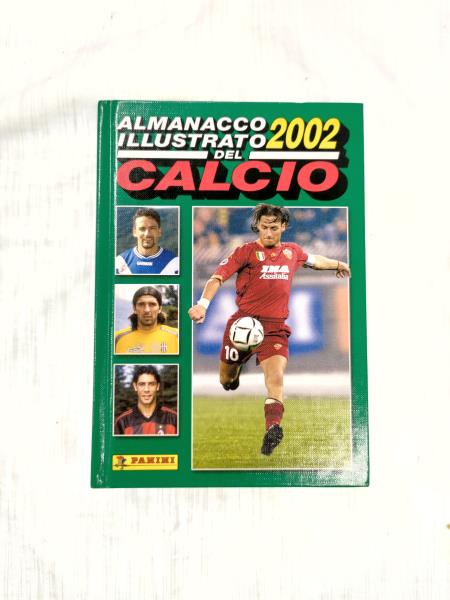 ALMANACCO
ILLUSTRATO 2002
DEL
CALCIO
INA
Assitalia
10
PANINI